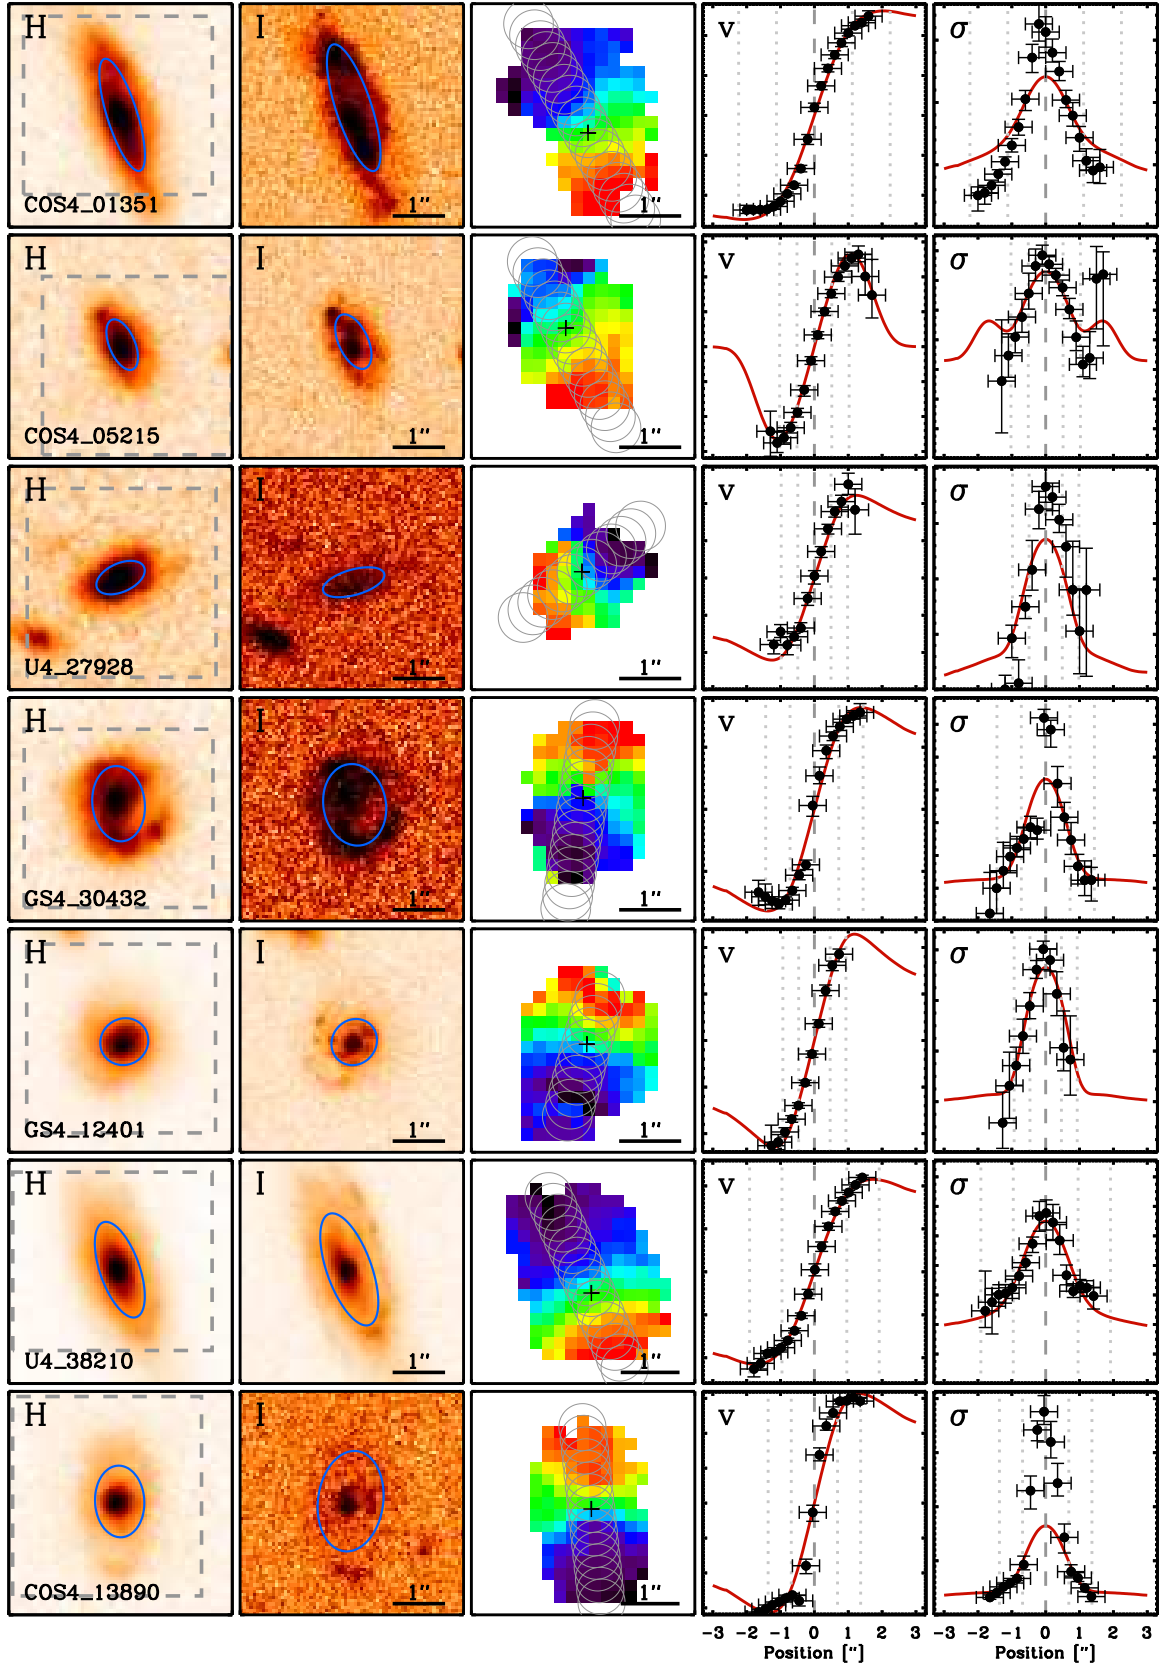 H I v σ
COS4_01351 1″ 1″
H I v σ
COS4_05215 1″ 1″
H I v σ
U4_27928 1″ 1″
H I v σ
GS4_30432 1″ 1″
H I v σ
GS4_12401 1″ 1″
H I v σ
U4_38210 1″ 1″
H I v σ
COS4_13890 1″ 1″
-3 -2 -1 0 1 2 3 -3 -2 -1 0 1 2 3
Position [″] Position [″]